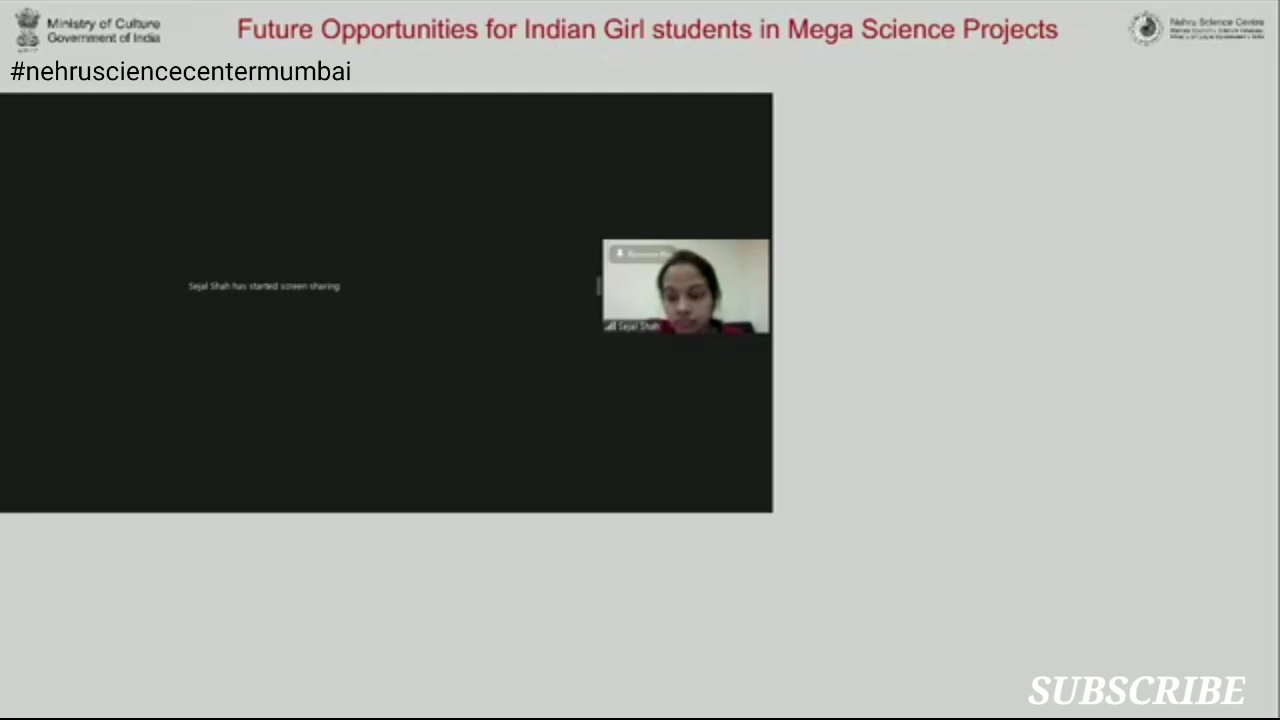 Ministry of Culture
Government of India
Future Opportunities for Indian Girl students in Mega Science Projects
Nehru Science Centre
#nehrusciencecentermumbai
Sejal Shah has started screen sharing
Sejal Shah
SUBSCRIBE